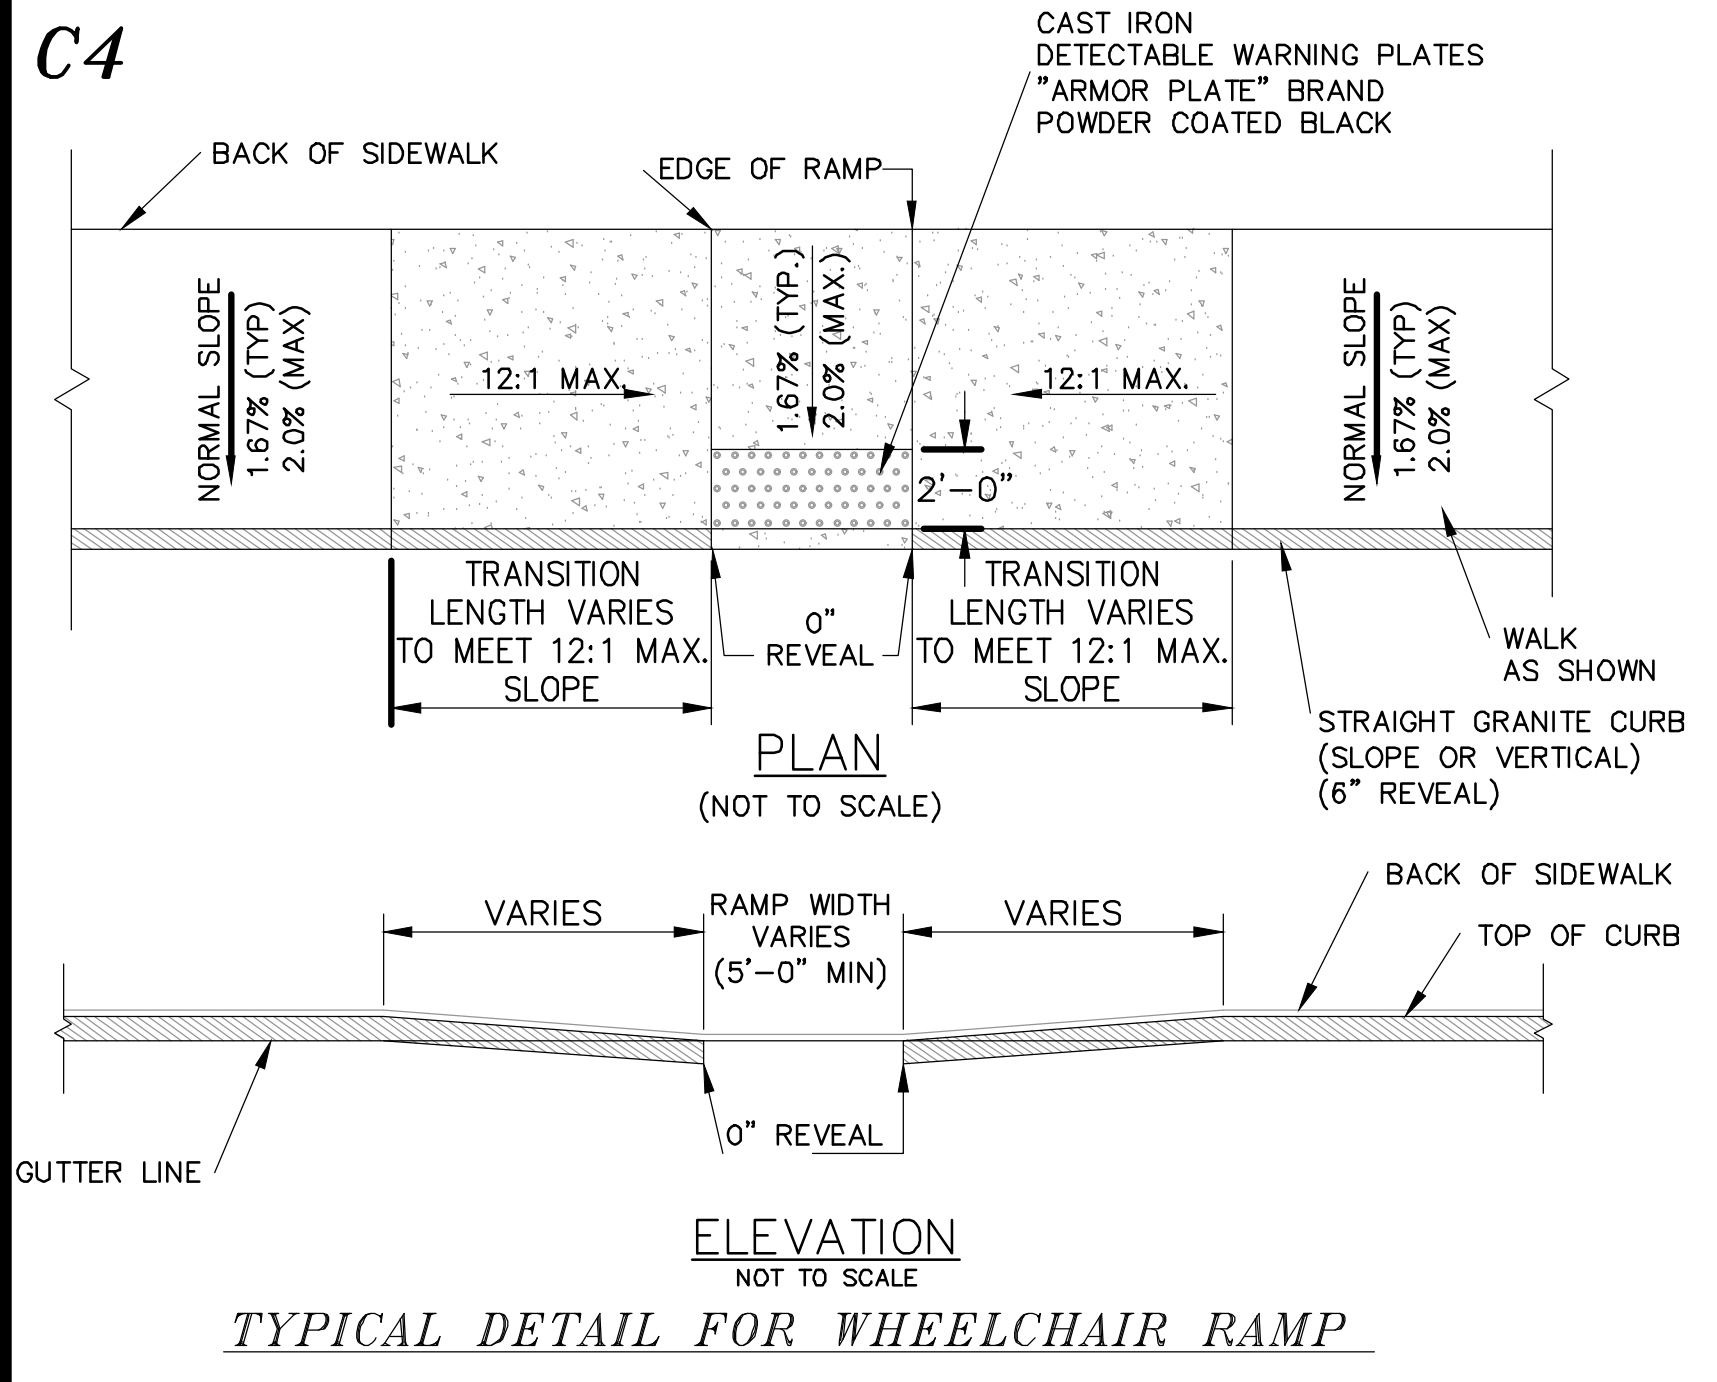 C4
CAST IRON
DETECTABLE WARNING PLATES
"ARMOR PLATE" BRAND
POWDER COATED BLACK
BACK OF SIDEWALK
EDGE OF RAMP
NORMAL SLOPE
1.67% (TYP)
2.0% (MAX)
12:1 MAX.
1.67% (TYP.)
2.0% (MAX.)
12:1 MAX.
NORMAL SLOPE
1.67% (TYP)
2.0% (MAX)
2'-0"
TRANSITION
LENGTH VARIES
TO MEET 12:1 MAX.
SLOPE
0"
REVEAL
TRANSITION
LENGTH VARIES
TO MEET 12:1 MAX.
SLOPE
WALK
AS SHOWN
STRAIGHT GRANITE CURB
(SLOPE OR VERTICAL)
(6" REVEAL)
PLAN
(NOT TO SCALE)
VARIES
RAMP WIDTH
VARIES
(5'-0" MIN)
VARIES
BACK OF SIDEWALK
TOP OF CURB
0" REVEAL
GUTTER LINE
ELEVATION
NOT TO SCALE
TYPICAL DETAIL FOR WHEELCHAIR RAMP